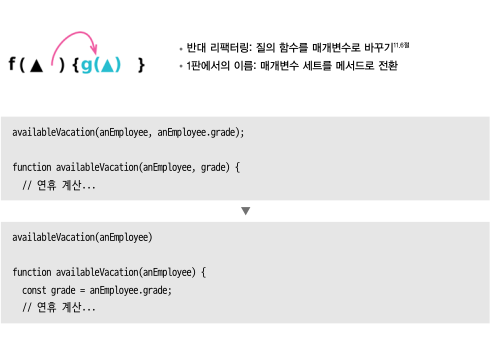 f(▲ ) {g(▲) }
• 반대 리팩터링: 질의 함수를 매개변수로 바꾸기11.6절
• 1판에서의 이름: 매개변수 세트를 메서드로 전환
availableVacation(anEmployee, anEmployee.grade);
function availableVacation(anEmployee, grade) {
// 연휴 계산...
▼
availableVacation(anEmployee)
function availableVacation(anEmployee) {
const grade = anEmployee.grade;
// 연휴 계산...